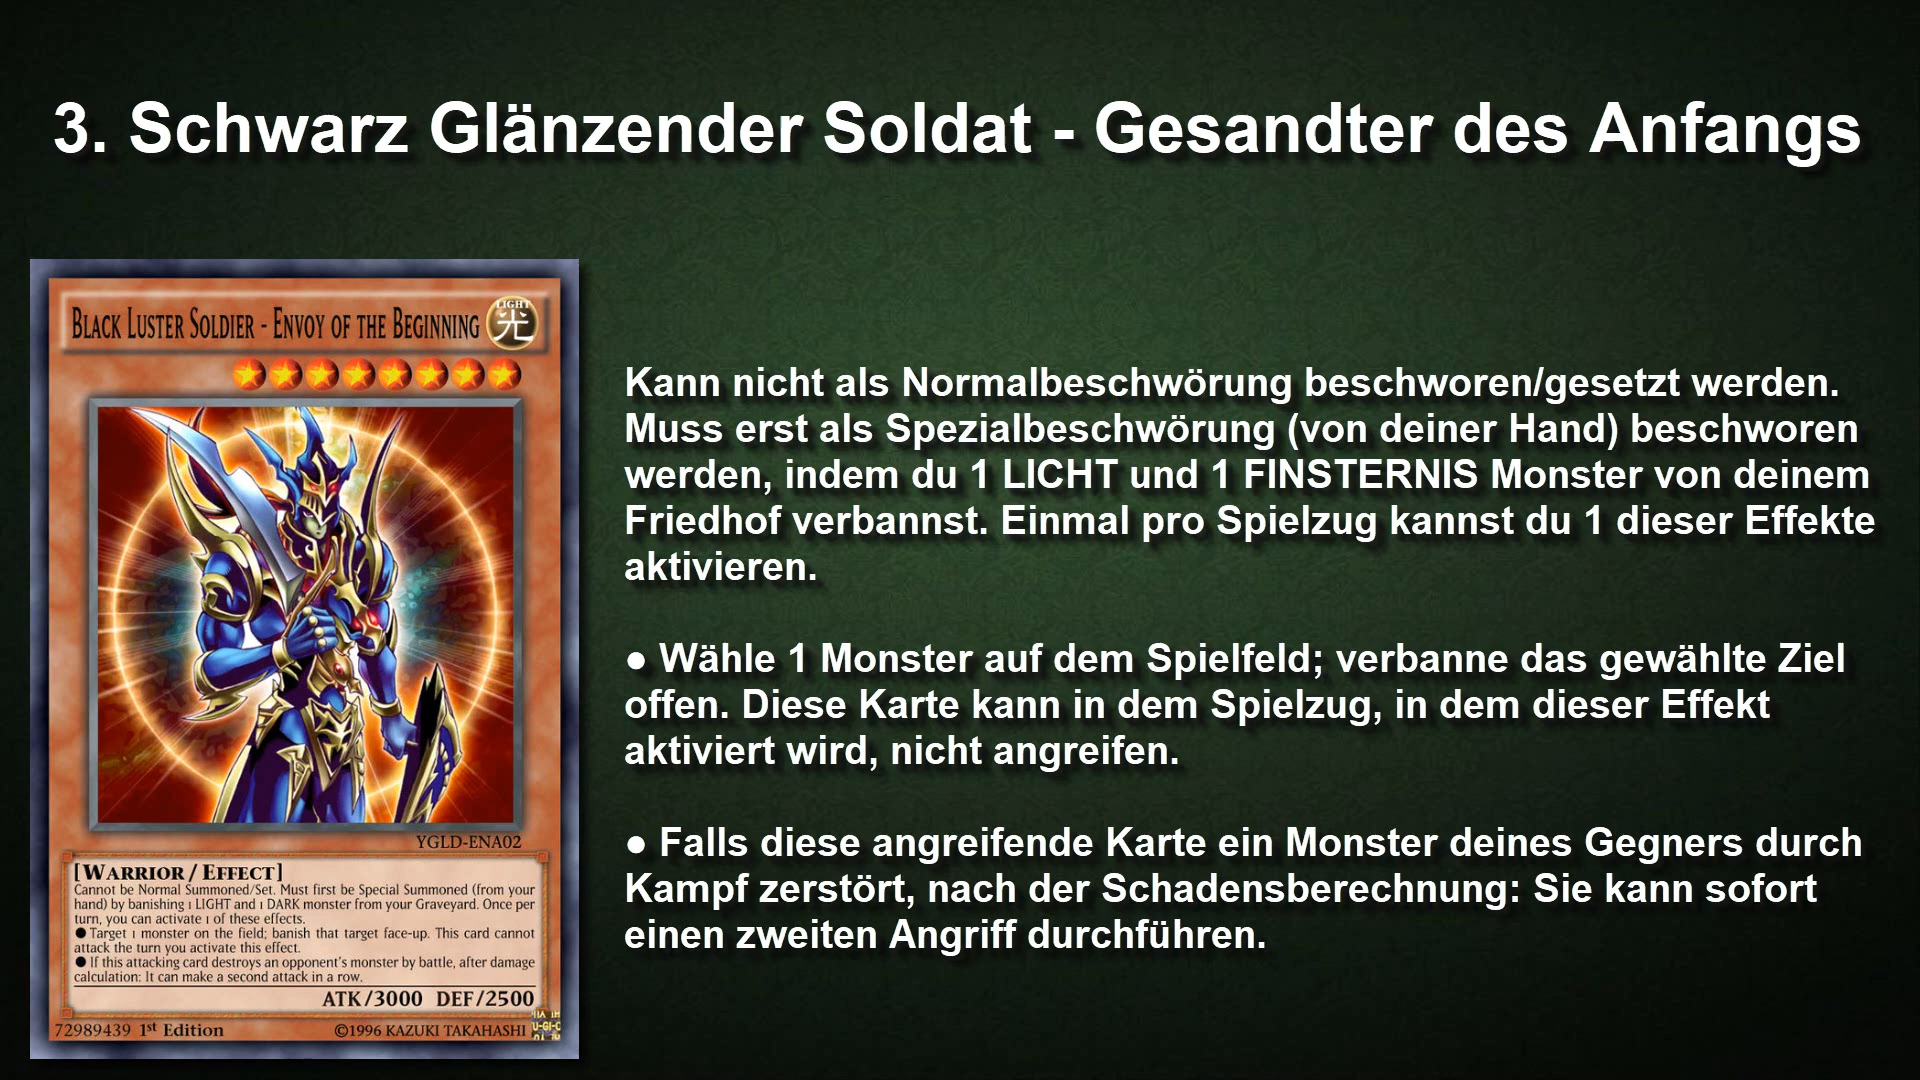 3. Schwarz Glänzender Soldat - Gesandter des Anfangs
BLACK LUSTER SOLDIER - ENVOY OF THE BEGINNING
LIGHT
光
YGLD-ENA02
[WARRIOR / EFFECT]
Cannot be Normal Summoned/Set. Must first be Special Summoned (from your
hand) by banishing 1 LIGHT and 1 DARK monster from your Graveyard. Once per
turn, you can activate 1 of these effects.
● Target 1 monster on the field; banish that target face-up. This card cannot
attack the turn you activate this effect.
● If this attacking card destroys an opponent's monster by battle, after damage
calculation: It can make a second attack in a row.
ATK/3000 DEF/2500
72989439 1st Edition
©1996 KAZUKI TAKAHASHI
Kann nicht als Normalbeschwörung beschworen/gesetzt werden.
Muss erst als Spezialbeschwörung (von deiner Hand) beschworen
werden, indem du 1 LICHT und 1 FINSTERNIS Monster von deinem
Friedhof verbannst. Einmal pro Spielzug kannst du 1 dieser Effekte
aktivieren.
● Wähle 1 Monster auf dem Spielfeld; verbanne das gewählte Ziel
offen. Diese Karte kann in dem Spielzug, in dem dieser Effekt
aktiviert wird, nicht angreifen.
● Falls diese angreifende Karte ein Monster deines Gegners durch
Kampf zerstört, nach der Schadensberechnung: Sie kann sofort
einen zweiten Angriff durchführen.